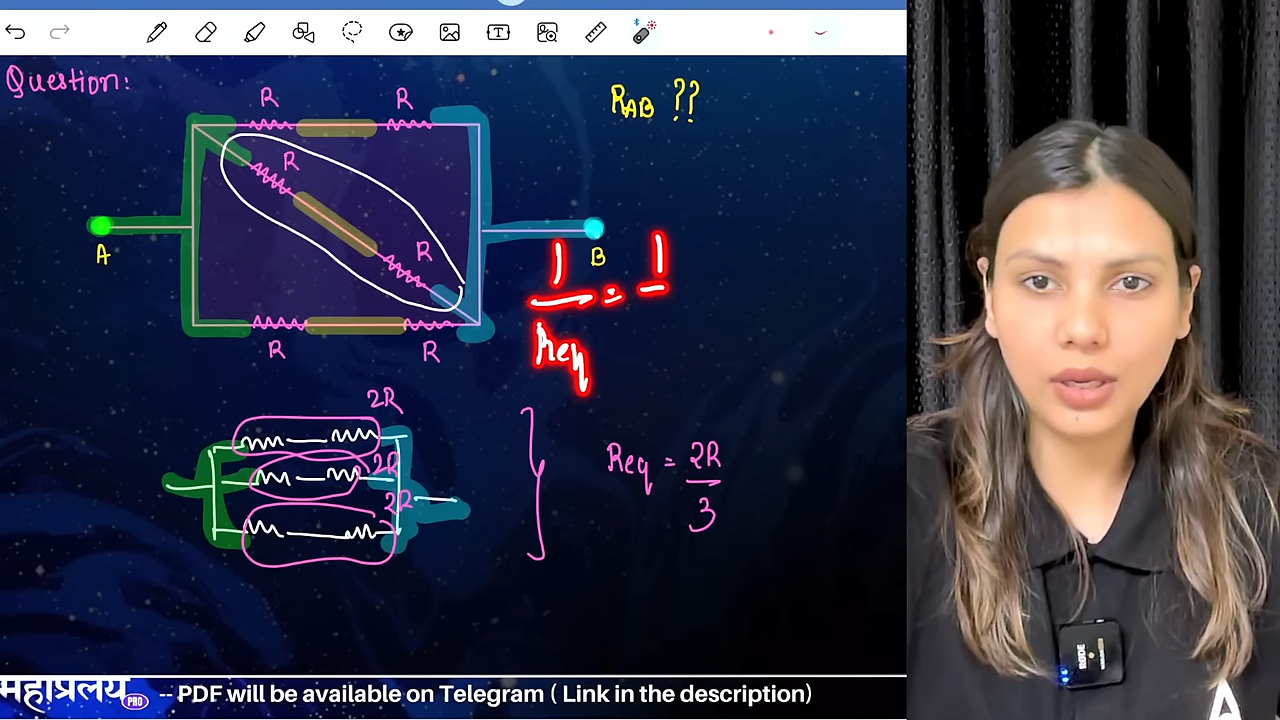 Question:
R R
RAB ??
R
R
A
B
R R
1/Req = 1/
2R
2R
2R
Req = 2R/3
महाप्रलय PRO -- PDF will be available on Telegram ( Link in the description)